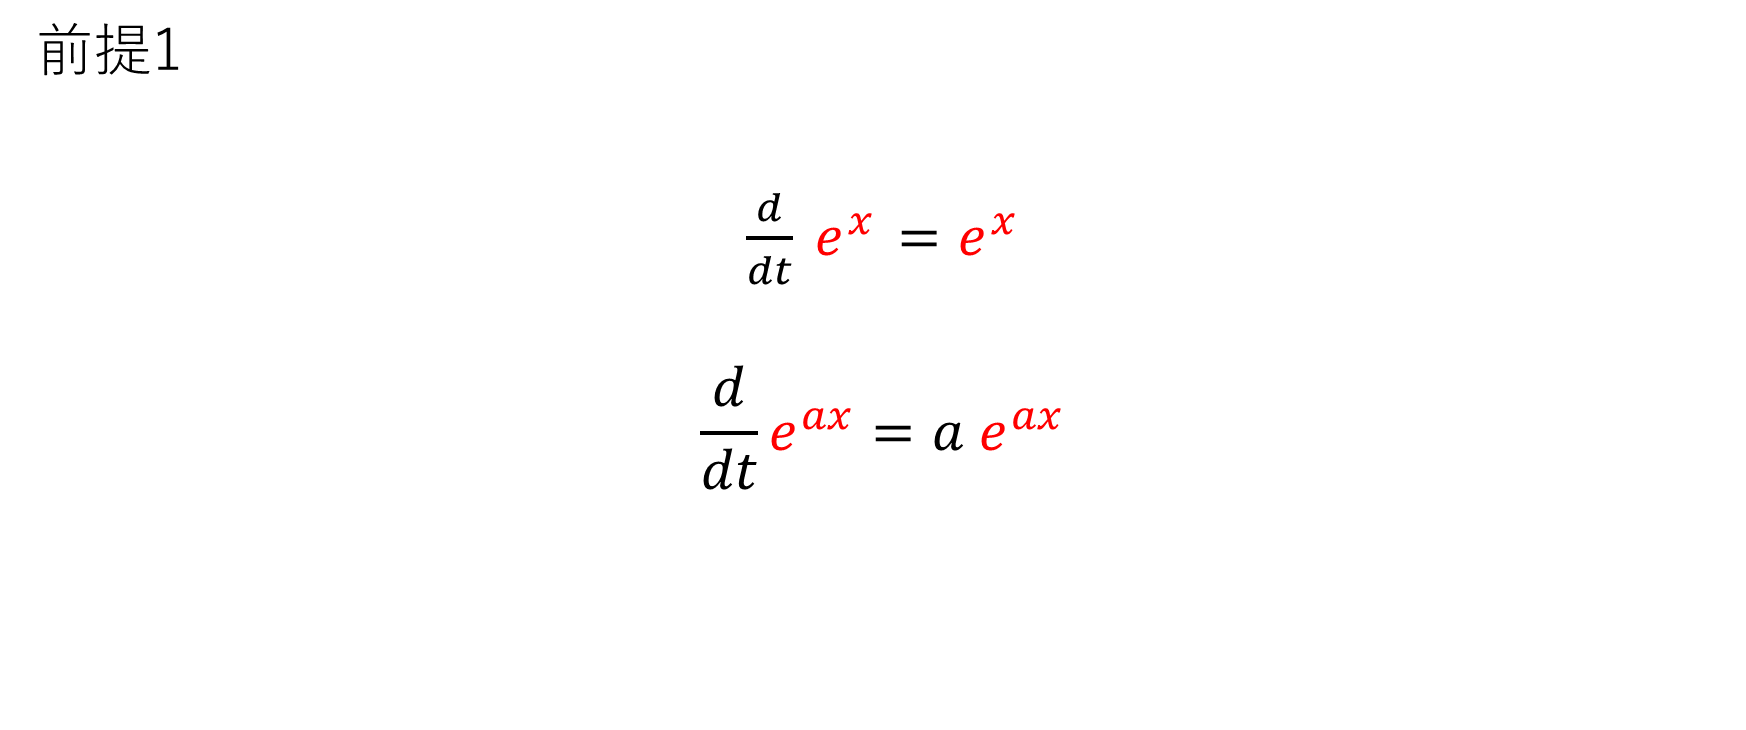 前提1
d/dt e^x = e^x
d/dt e^{ax} = a e^{ax}